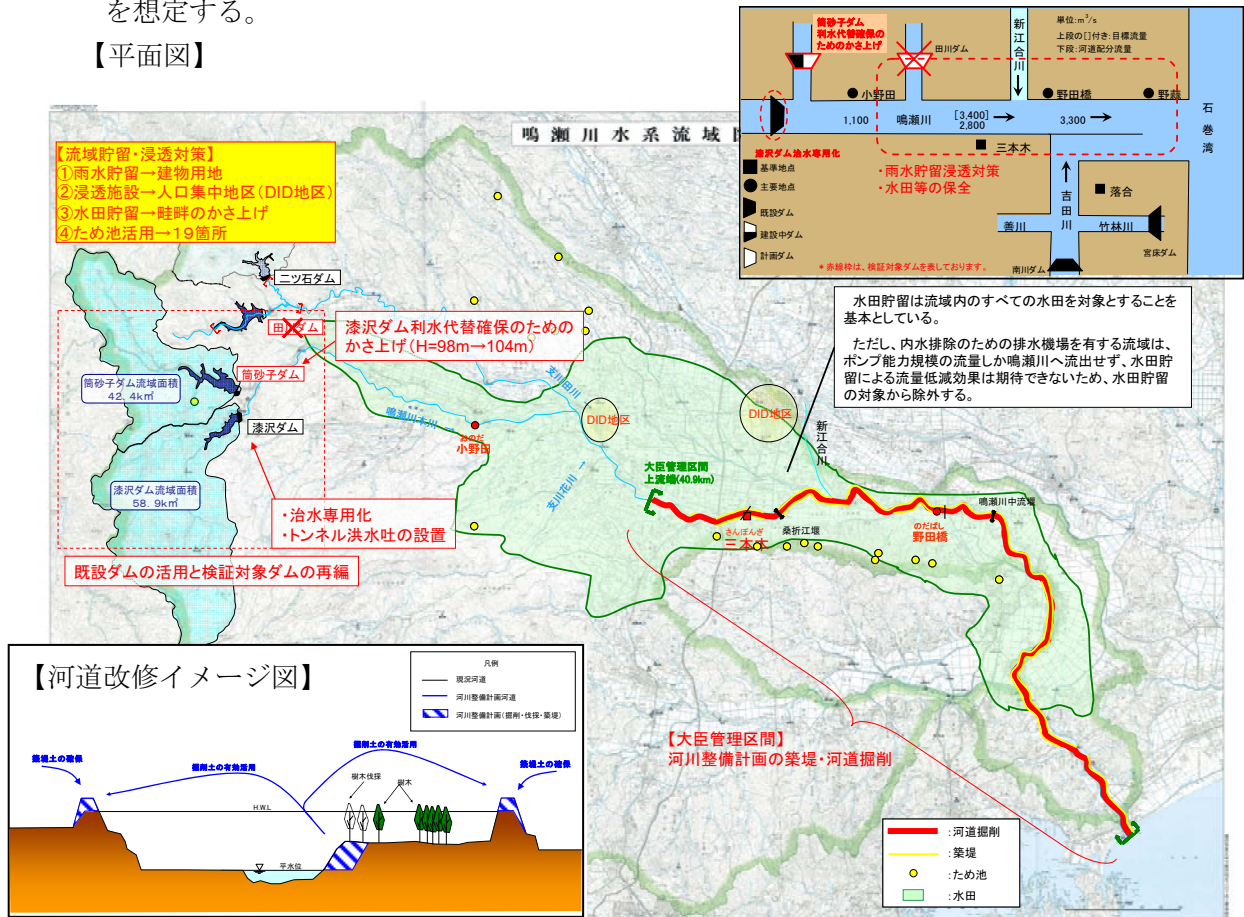 を想定する。
【平面図】
鳴瀬川水系流域
【流域貯留・浸透対策】
①雨水貯留→建物用地
②浸透施設→人口集中地区(DID地区)
③水田貯留→畦畔のかさ上げ
④ため池活用→19箇所
筒砂子ダム
利水代替確保の
ためのかさ上げ
田川ダム
新江合川
単位:m³/s
上段の[]付き:目標流量
下段:河道配分流量
小野田
野田橋
野蒜
石巻湾
1,100
鳴瀬川
[3,400]
2,800
3,300
三本木
漆沢ダム治水専用化
・雨水貯留浸透対策
・水田等の保全
基準地点
主要地点
既設ダム
建設中ダム
計画ダム
吉田川
落合
善川
竹林川
南川ダム
宮床ダム
*赤線枠は、検証対象ダムを表しております。
二ツ石ダム
田川ダム
漆沢ダム利水代替確保のための
かさ上げ(H=98m→104m)
筒砂子ダム
筒砂子ダム流域面積
42.4k㎡
漆沢ダム
漆沢ダム流域面積
58.9k㎡
・治水専用化
・トンネル洪水吐の設置
既設ダムの活用と検証対象ダムの再編
水田貯留は流域内のすべての水田を対象とすることを
基本としている。
ただし、内水排除のための排水機場を有する流域は、
ポンプ能力規模の流量しか鳴瀬川へ流出せず、水田貯
留による流量低減効果は期待できないため、水田貯留
の対象から除外する。
支川田川
鳴瀬川本川
おのだ
小野田
支川花川
DID地区
DID地区
新江合川
大臣管理区間
上流端(40.9km)
さんぼんぎ
三本木
桑折江堰
のだばし
野田橋
鳴瀬川中流堰
【大臣管理区間】
河川整備計画の築堤・河道掘削
【河道改修イメージ図】
凡例
現況河道
河川整備計画河道
河川整備計画(掘削・伐採・築堤)
築堤土の確保
掘削土の有効活用
掘削土の有効活用
築堤土の確保
樹木伐採
樹木
H.W.L
平水位
:河道掘削
:築堤
:ため池
:水田